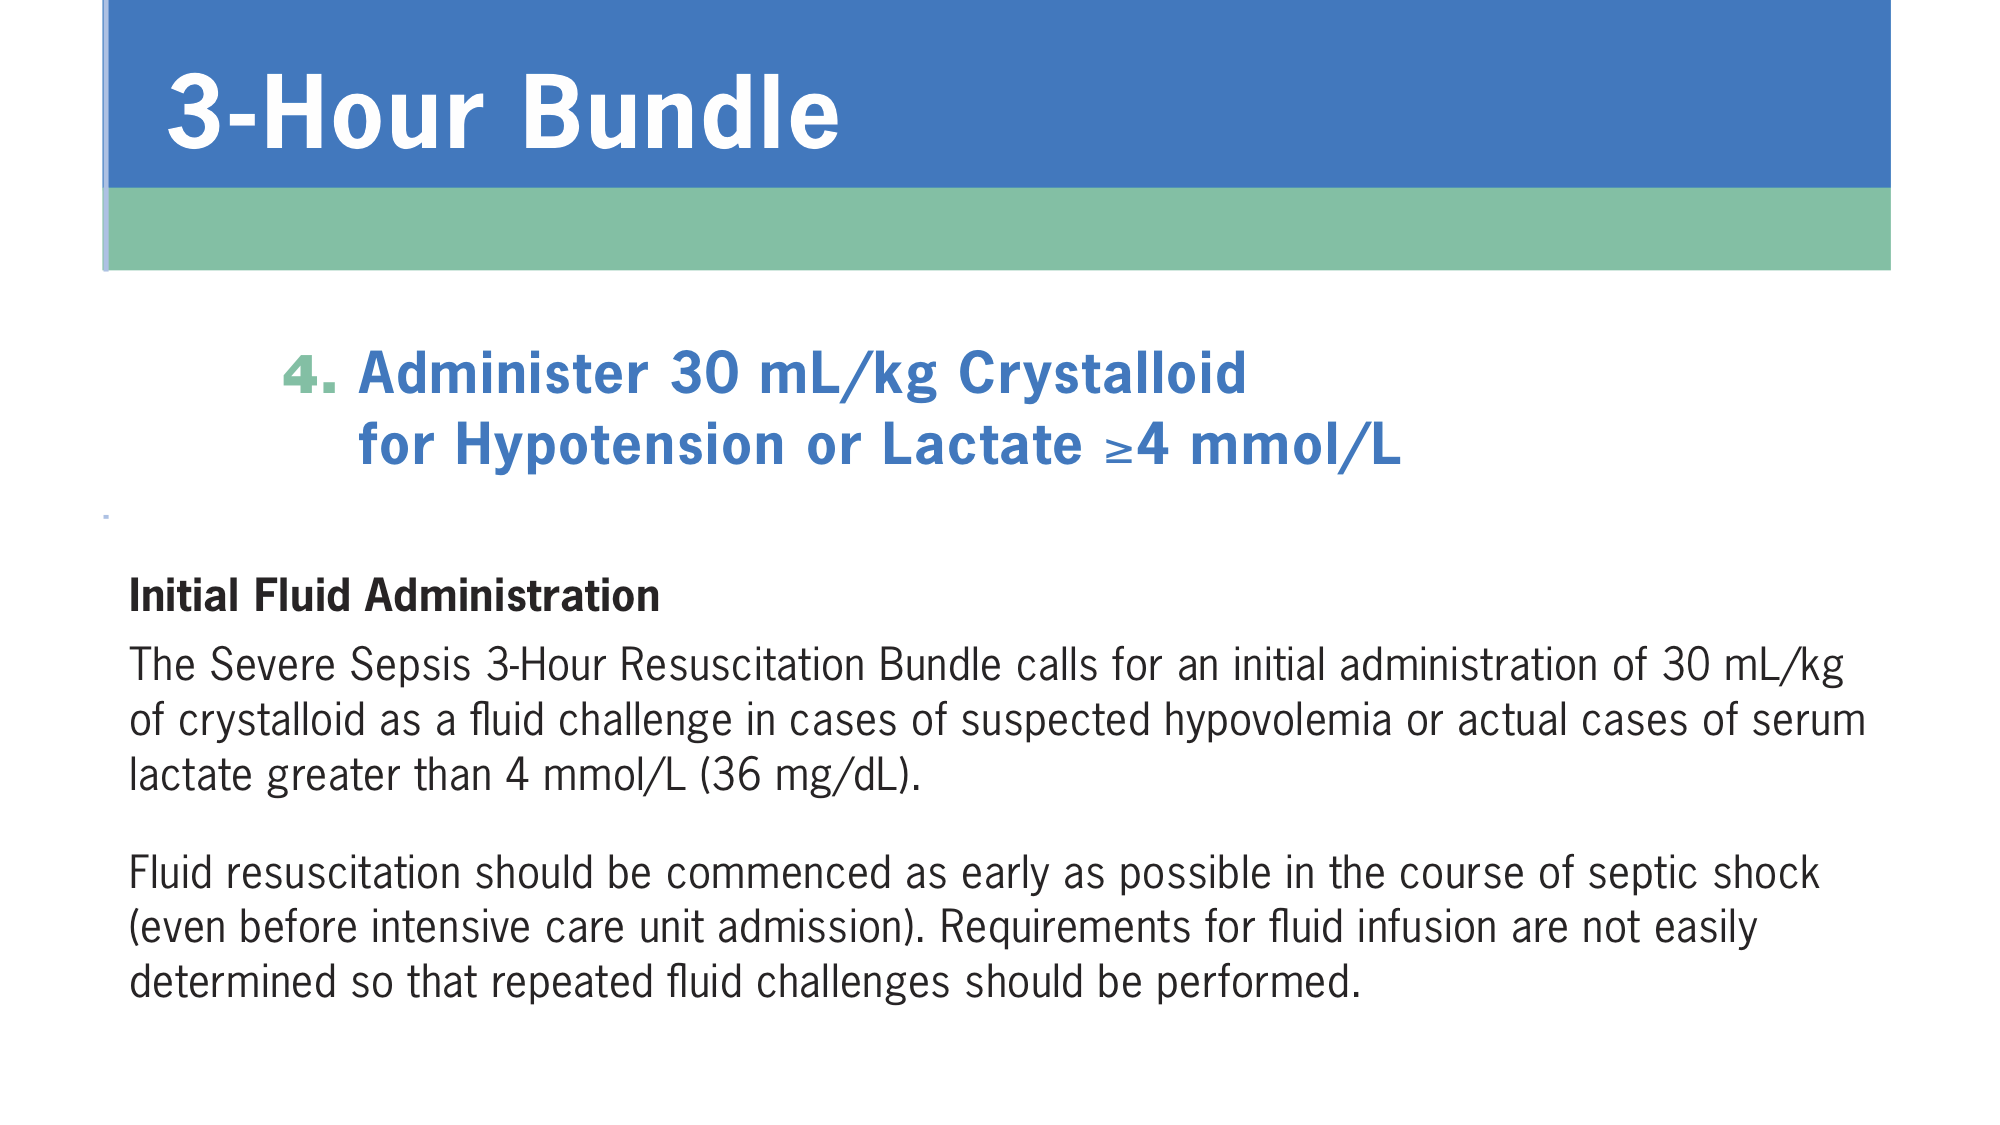 3-Hour Bundle
4. Administer 30 mL/kg Crystalloid
for Hypotension or Lactate ≥4 mmol/L
Initial Fluid Administration
The Severe Sepsis 3-Hour Resuscitation Bundle calls for an initial administration of 30 mL/kg
of crystalloid as a fluid challenge in cases of suspected hypovolemia or actual cases of serum
lactate greater than 4 mmol/L (36 mg/dL).
Fluid resuscitation should be commenced as early as possible in the course of septic shock
(even before intensive care unit admission). Requirements for fluid infusion are not easily
determined so that repeated fluid challenges should be performed.